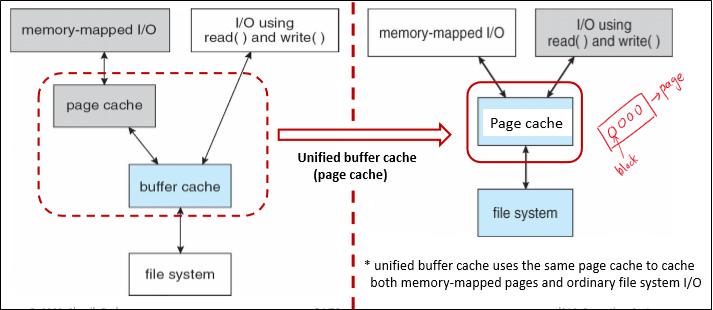 memory-mapped I/O
I/O using
read( ) and write( )
page cache
buffer cache
file system
Unified buffer cache
(page cache)
memory-mapped I/O
I/O using
read( ) and write( )
Page cache
page
block
file system
* unified buffer cache uses the same page cache to cache
both memory-mapped pages and ordinary file system I/O